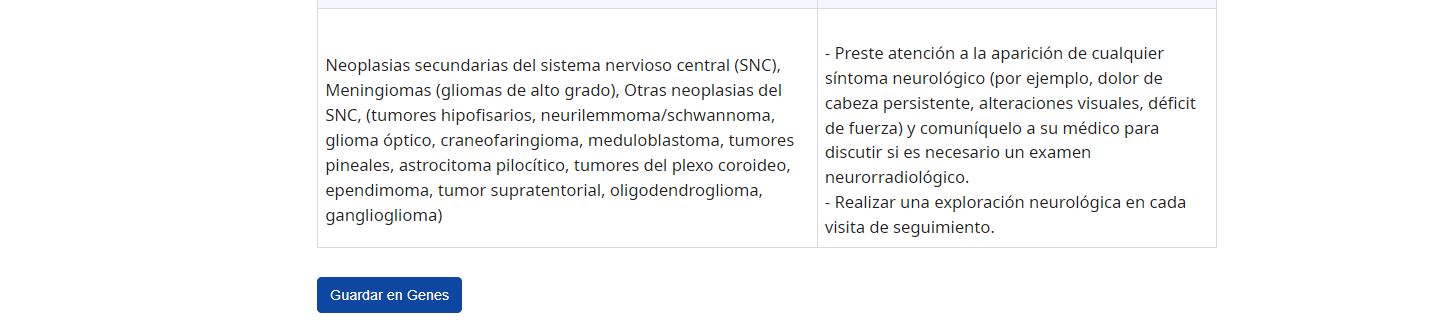 Neoplasias secundarias del sistema nervioso central (SNC),
Meningiomas (gliomas de alto grado), Otras neoplasias del
SNC, (tumores hipofisarios, neurilemmoma/schwannoma,
glioma óptico, craneofaringioma, meduloblastoma, tumores
pineales, astrocitoma pilocítico, tumores del plexo coroideo,
ependimoma, tumor supratentorial, oligodendroglioma,
ganglioglioma)
- Preste atención a la aparición de cualquier
síntoma neurológico (por ejemplo, dolor de
cabeza persistente, alteraciones visuales, déficit
de fuerza) y comuníquelo a su médico para
discutir si es necesario un examen
neurorradiológico.
- Realizar una exploración neurológica en cada
visita de seguimiento.
Guardar en Genes